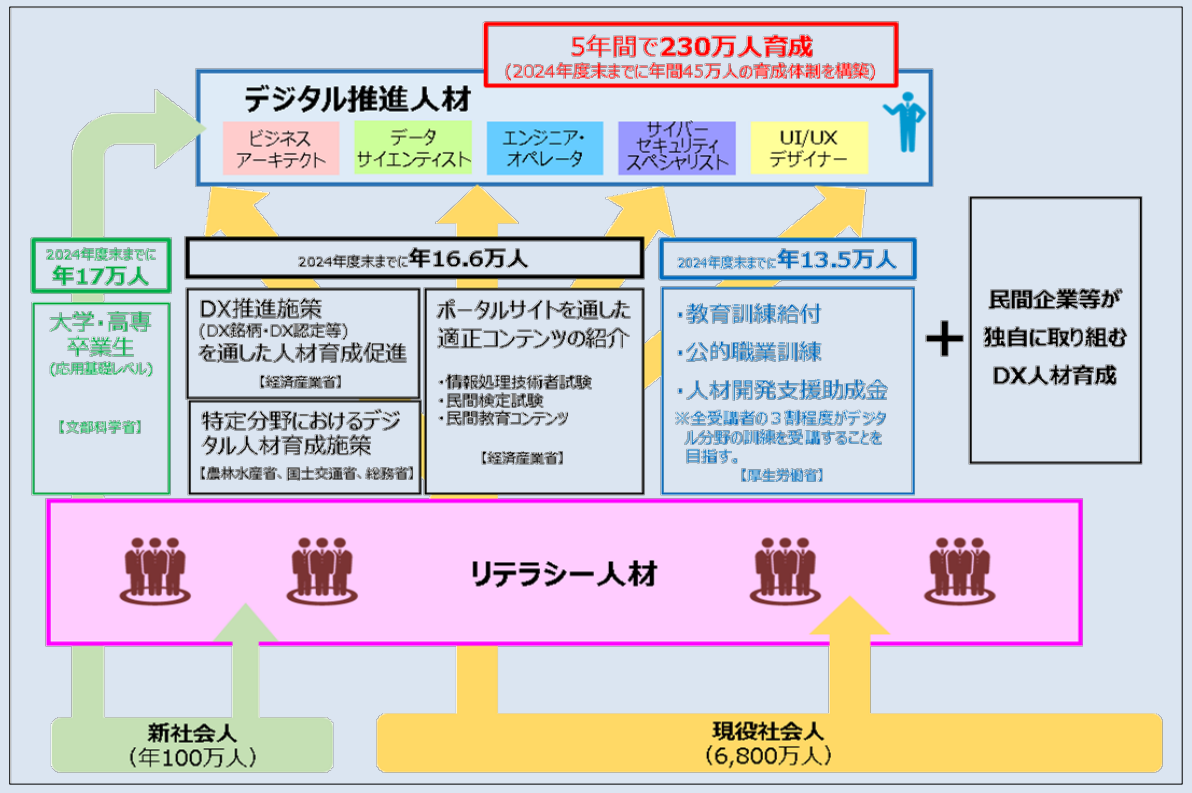 5年間で230万人育成
(2024年度末までに年間45万人の育成体制を構築)
デジタル推進人材
ビジネス
アーキテクト
データ
サイエンティスト
エンジニア・
オペレータ
サイバー
セキュリティ
スペシャリスト
UI/UX
デザイナー
2024年度末までに
年17万人
大学・高専
卒業生
(応用基礎レベル)
【文部科学省】
2024年度末までに年16.6万人
DX推進施策
(DX銘柄・DX認定等)
を通した人材育成促進
【経済産業省】
特定分野におけるデジ
タル人材育成施策
【農林水産省、国土交通省、総務省】
ポータルサイトを通した
適正コンテンツの紹介
・情報処理技術者試験
・民間検定試験
・民間教育コンテンツ
【経済産業省】
2024年度末までに年13.5万人
・教育訓練給付
・公的職業訓練
・人材開発支援助成金
※全受講者の３割程度がデジタ
ル分野の訓練を受講することを
目指す。
【厚生労働省】
+
民間企業等が
独自に取り組む
DX人材育成
リテラシー人材
新社会人
(年100万人)
現役社会人
(6,800万人)